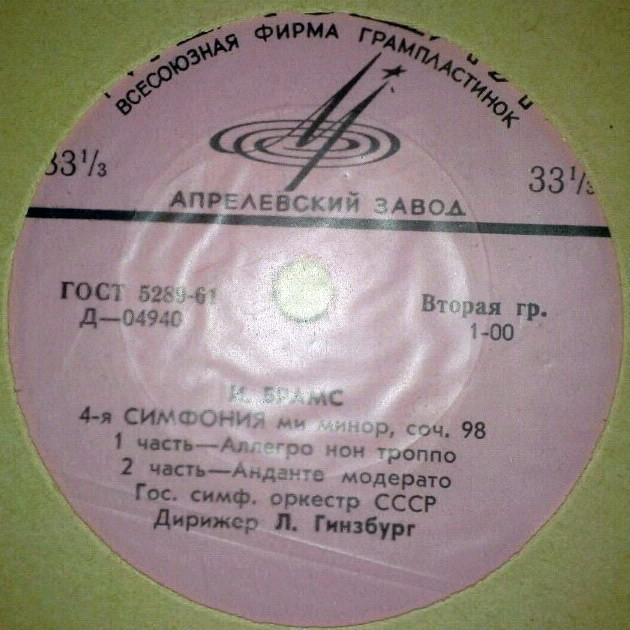 ВСЕСОЮЗНАЯ ФИРМА ГРАМПЛАСТИНОК
33⅓ 33⅓
АПРЕЛЕВСКИЙ ЗАВОД
ГОСТ 5289-61
Д—04940
Вторая гр.
1-00
И. БРАМС
4-я СИМФОНИЯ ми минор, соч. 98
1 часть—Аллегро нон троппо
2 часть—Анданте модерато
Гос. симф. оркестр СССР
Дирижер Л. Гинзбург